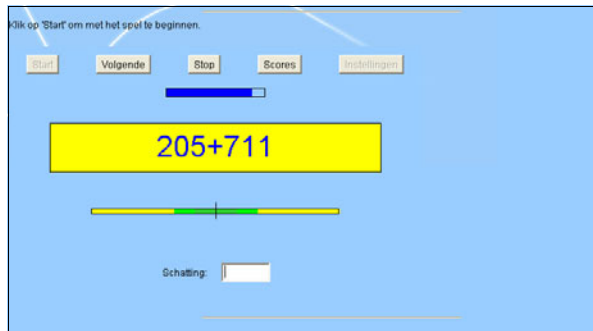 Klik op 'Start' om met het spel te beginnen.
Start Volgende Stop Scores Instellingen
205+711
Schatting: